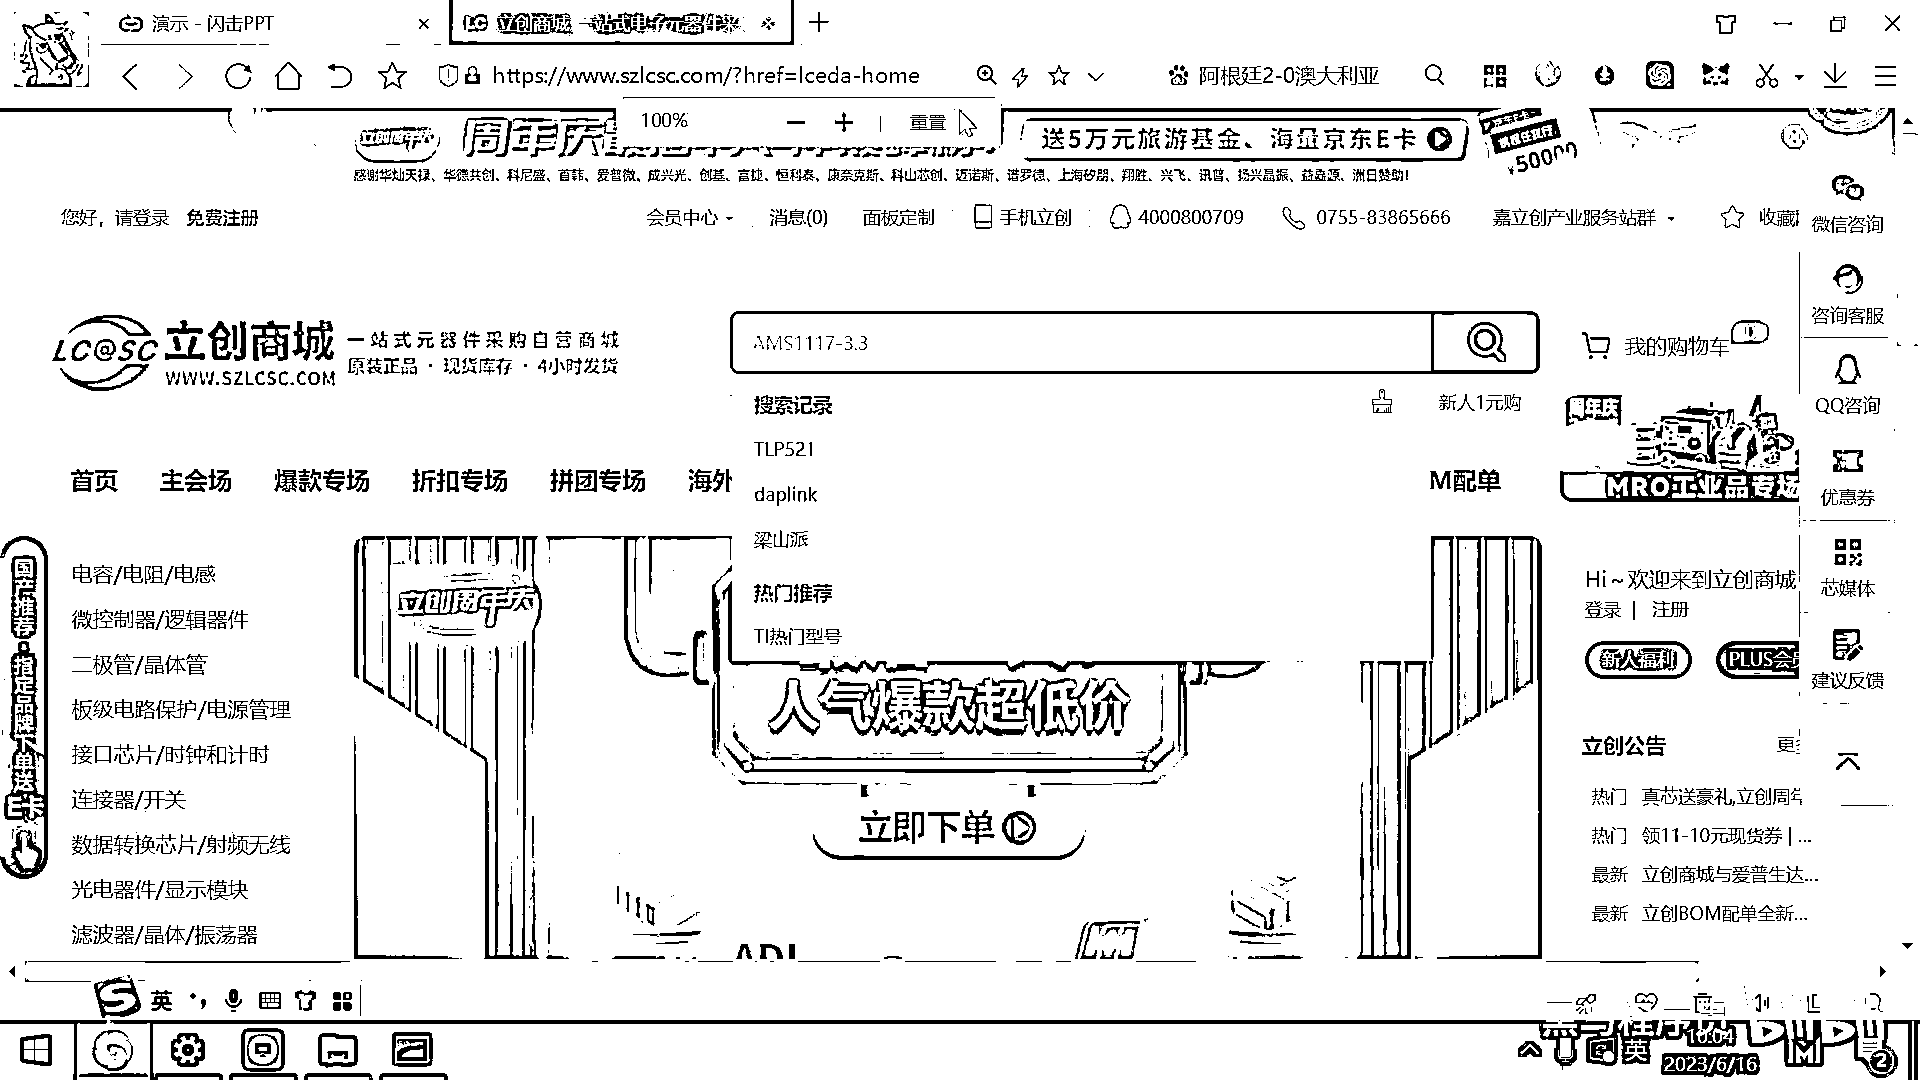 演示 - 闪击PPT
立创商城 一站式电子元器件采
https://www.szlcsc.com/?href=lceda-home
阿根廷2-0澳大利亚
100%
重置
立创周年庆
周年庆
送5万元旅游基金、海量京东E卡
¥50000
感谢华灿天禄、华德共创、科尼盛、首韩、爱普微、成兴光、创基、富捷、恒利泰、康奈克斯、科山芯创、迈诺斯、谱罗德、上海矽朋、翔胜、兴飞、讯普、扬兴晶振、益嘉源、洲日赞助!
您好，请登录 免费注册
会员中心 消息(0) 面板定制 手机立创 4000800709 0755-83865666 嘉立创产业服务站群 收藏
微信咨询
咨询客服
LC@SC 立创商城
WWW.SZLCSC.COM
一站式元器件采购自营商城
原装正品 · 现货库存 · 4小时发货
AMS1117-3.3
我的购物车
搜索记录
新人1元购
周年庆
QQ咨询
TLP521
首页 主会场 爆款专场 折扣专场 拼团专场 海外
M配单
MRO工业品专场
优惠券
daplink
梁山派
国产推荐·指定品牌下单送E卡
电容/电阻/电感
微控制器/逻辑器件
二极管/晶体管
板级电路保护/电源管理
接口芯片/时钟和计时
连接器/开关
数据转换芯片/射频无线
光电器件/显示模块
滤波器/晶体/振荡器
立创周年庆
热门推荐
TI热门型号
人气爆款超低价
立即下单
ADI
Hi~欢迎来到立创商城
登录 | 注册
芯媒体
新人福利 PLUS会
建议反馈
立创公告
热门 真芯送豪礼,立创周年
热门 领11-10元现货券 | ...
最新 立创商城与爱普生达...
最新 立创BOM配单全新...
英
英
10:04
2023/6/16
2